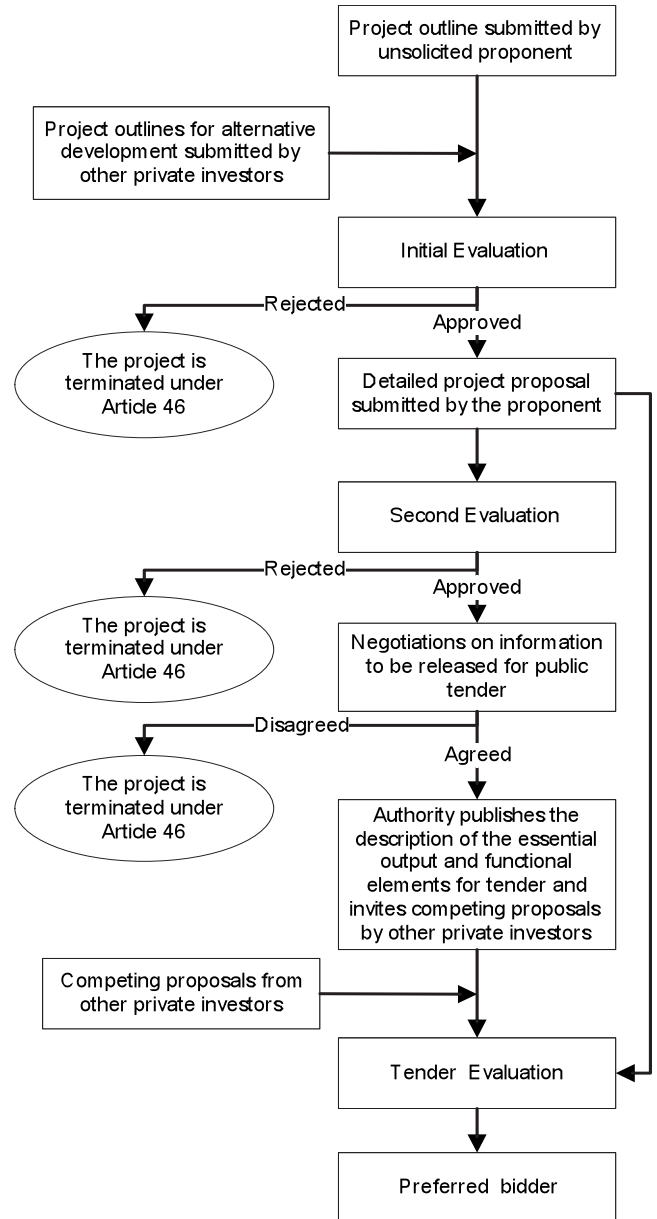 Project outline submitted by
unsolicited proponent
Project outlines for alternative
development submitted by
other private investors
Initial Evaluation
Rejected
Approved
The project is
terminated under
Article 46
Detailed project proposal
submitted by the proponent
Second Evaluation
Rejected
Approved
The project is
terminated under
Article 46
Negotiations on information
to be released for public
tender
Disagreed
Agreed
The project is
terminated under
Article 46
Authority publishes the
description of the essential
output and functional
elements for tender and
invites competing proposals
by other private investors
Competing proposals from
other private investors
Tender Evaluation
Preferred bidder